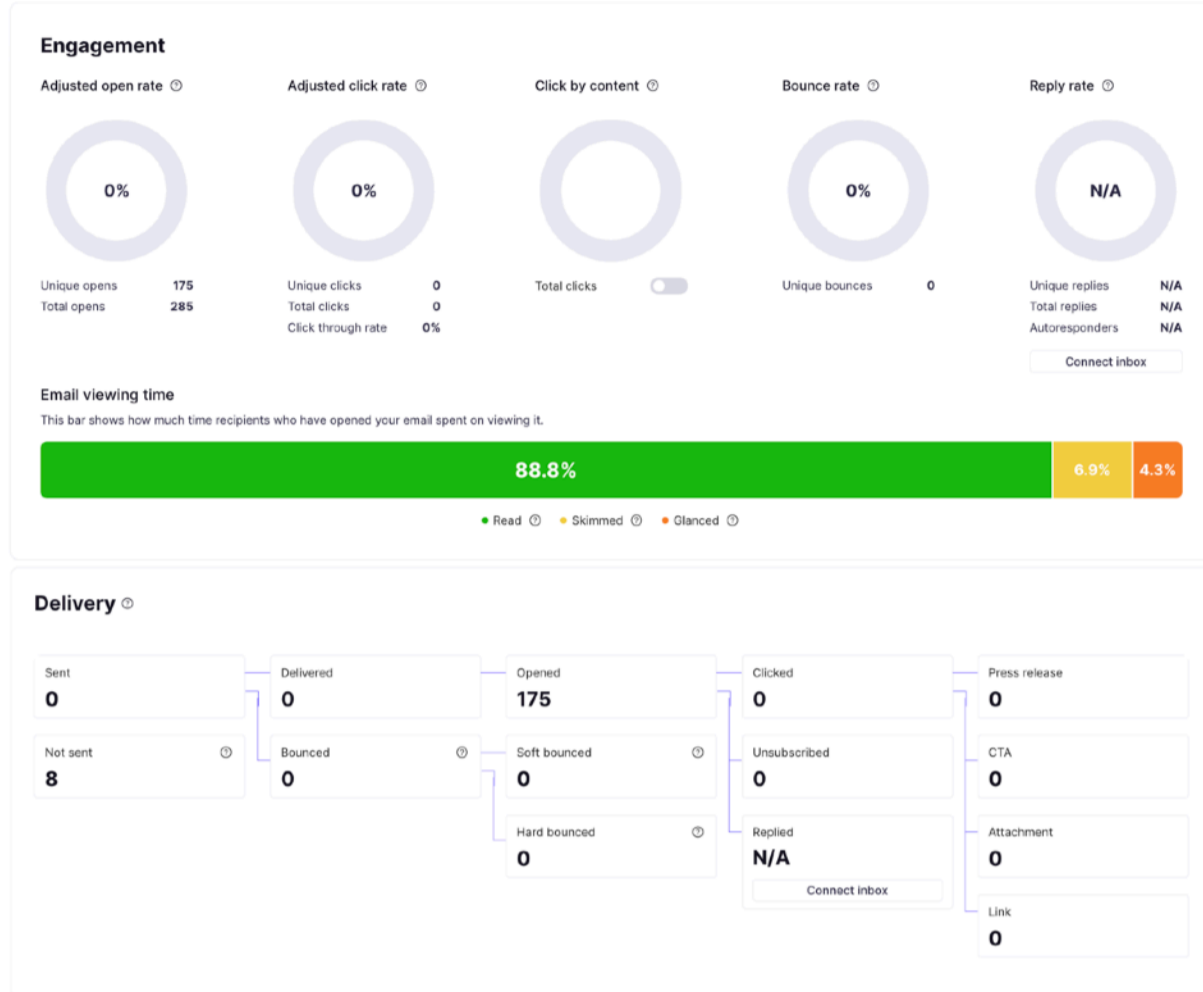 Engagement
Adjusted open rate
Adjusted click rate
Click by content
Bounce rate
Reply rate
0%
0%
0%
N/A
Unique opens 175
Total opens 285
Unique clicks 0
Total clicks 0
Click through rate 0%
Total clicks
Unique bounces 0
Unique replies N/A
Total replies N/A
Autoresponders N/A
Connect inbox
Email viewing time
This bar shows how much time recipients who have opened your email spent on viewing it.
88.8%
6.9%
4.3%
Read
Skimmed
Glanced
Delivery
Sent
0
Delivered
0
Opened
175
Clicked
0
Press release
0
Not sent
8
Bounced
0
Soft bounced
0
Unsubscribed
0
CTA
0
Hard bounced
0
Replied
N/A
Connect inbox
Attachment
0
Link
0